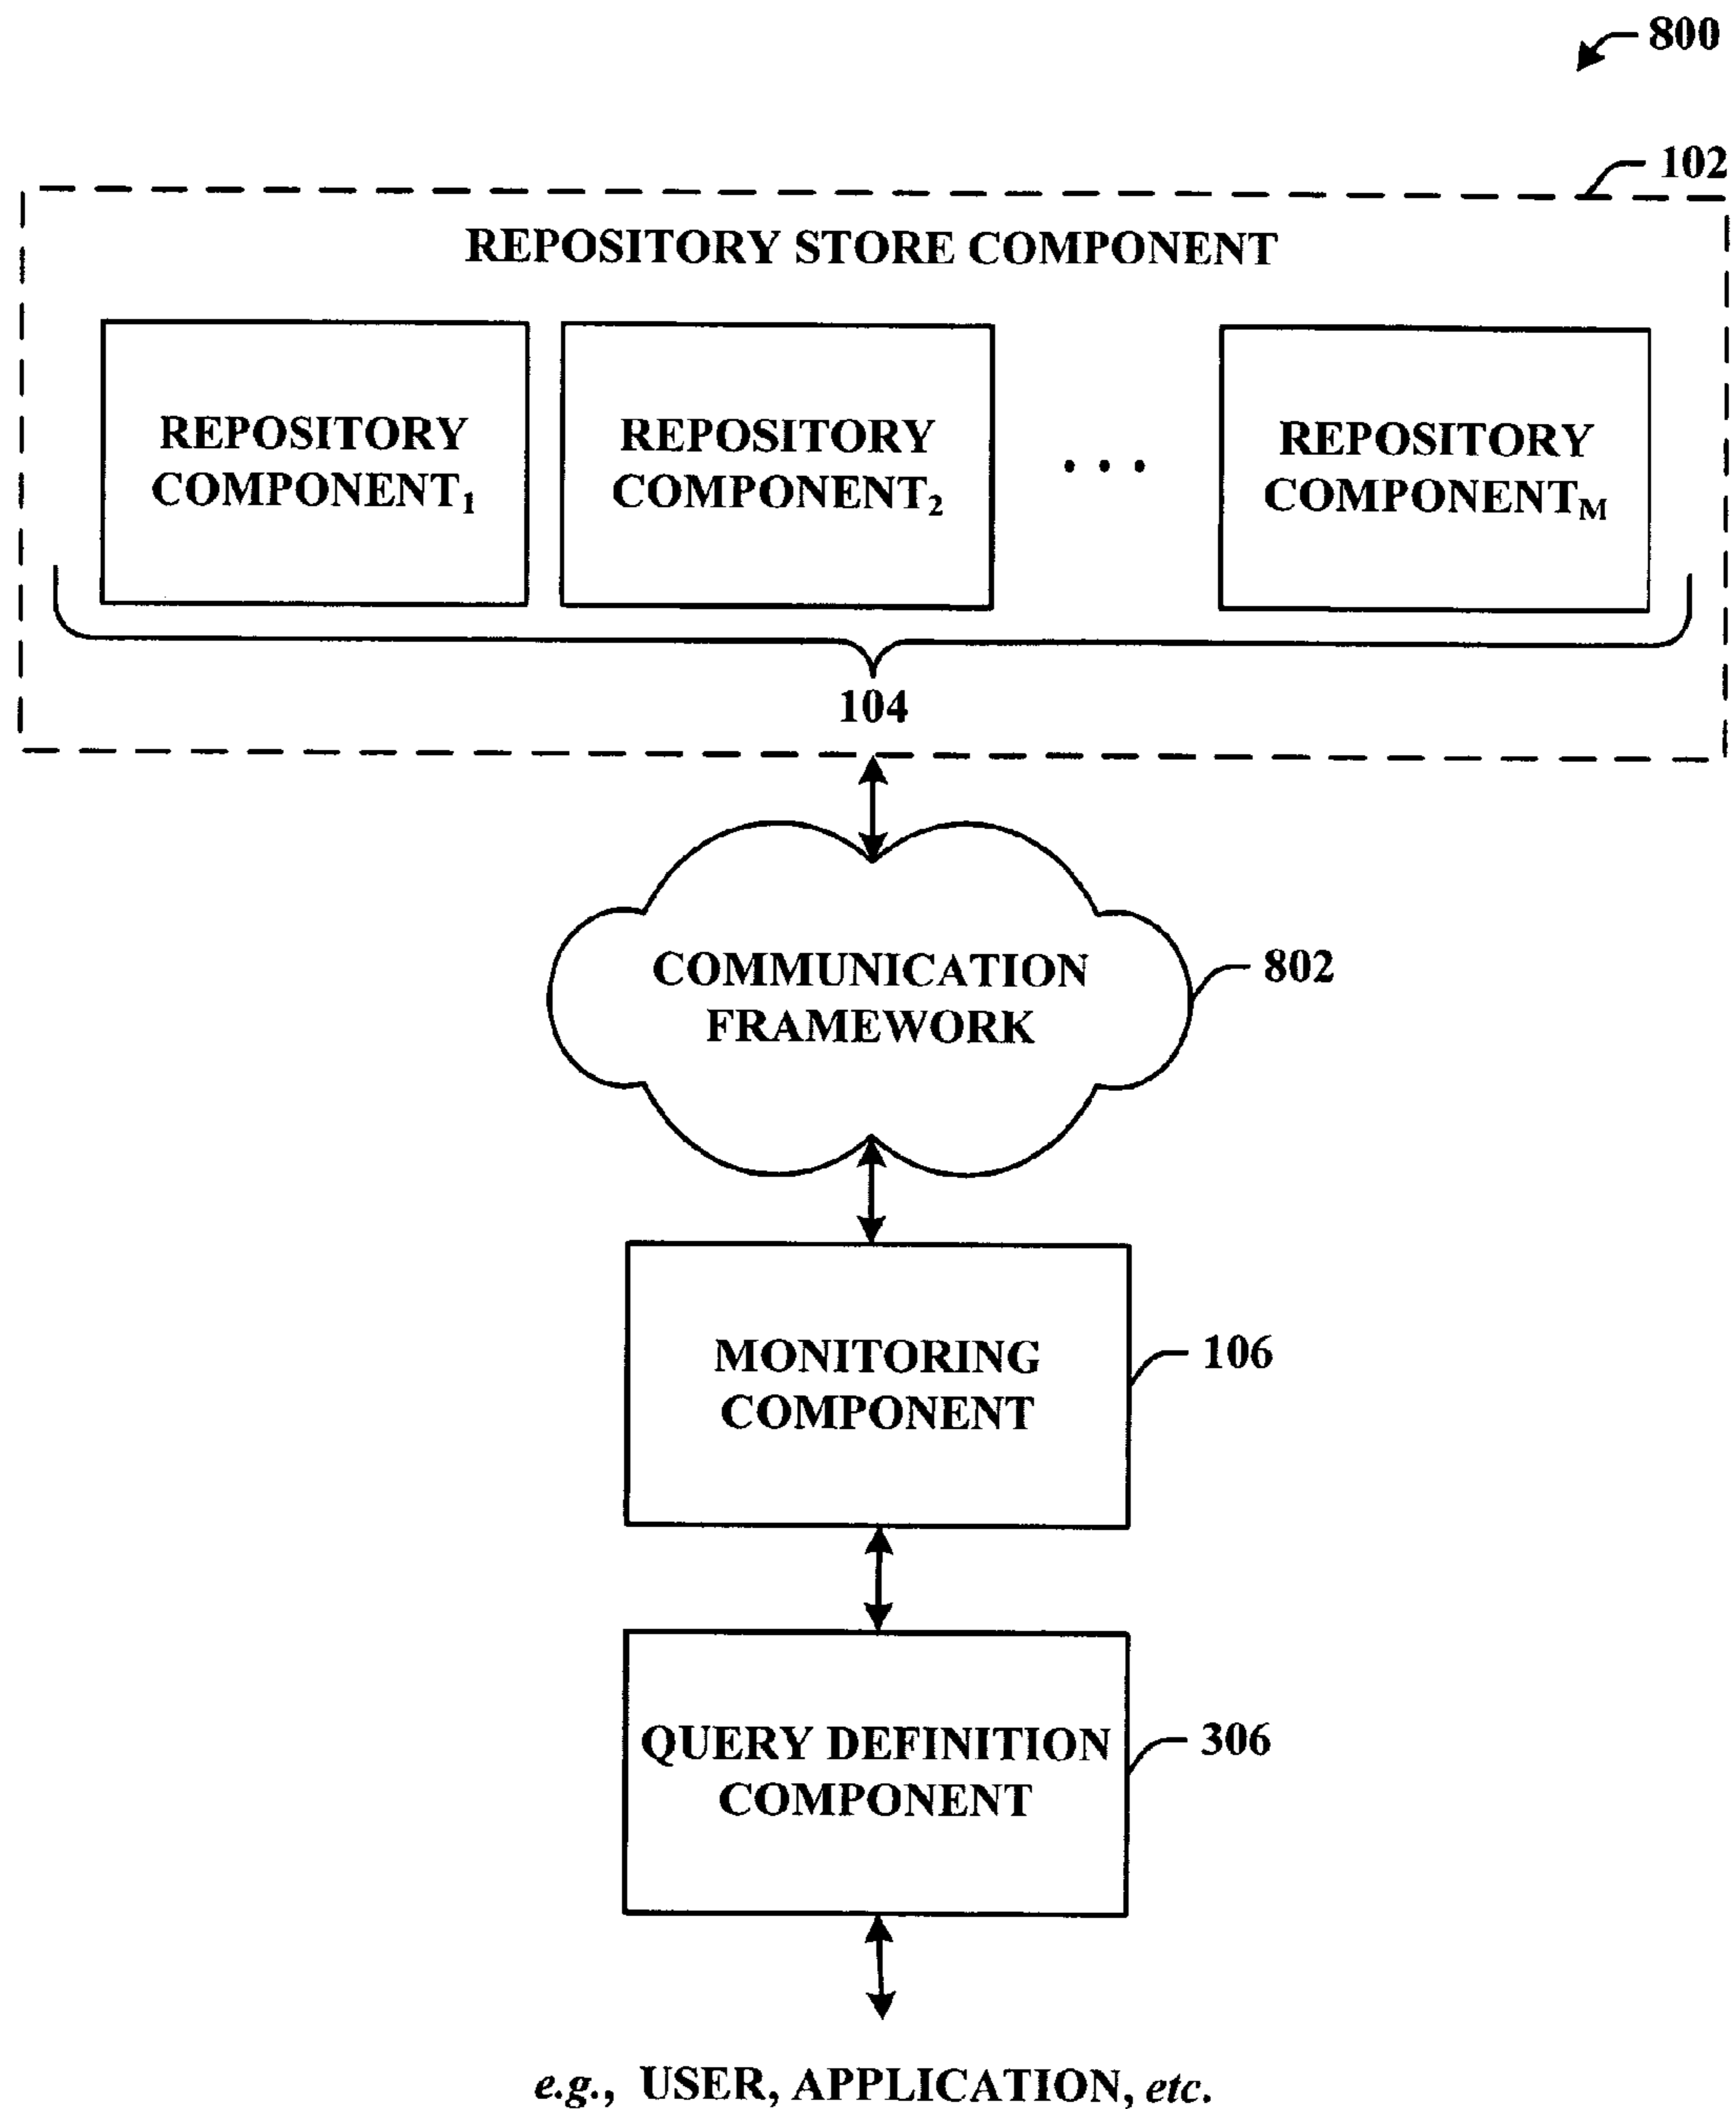 800
102
REPOSITORY STORE COMPONENT
REPOSITORY
COMPONENT1
REPOSITORY
COMPONENT2
...
REPOSITORY
COMPONENTM
104
COMMUNICATION
FRAMEWORK
802
MONITORING
COMPONENT
106
QUERY DEFINITION
COMPONENT
306
e.g., USER, APPLICATION, etc.